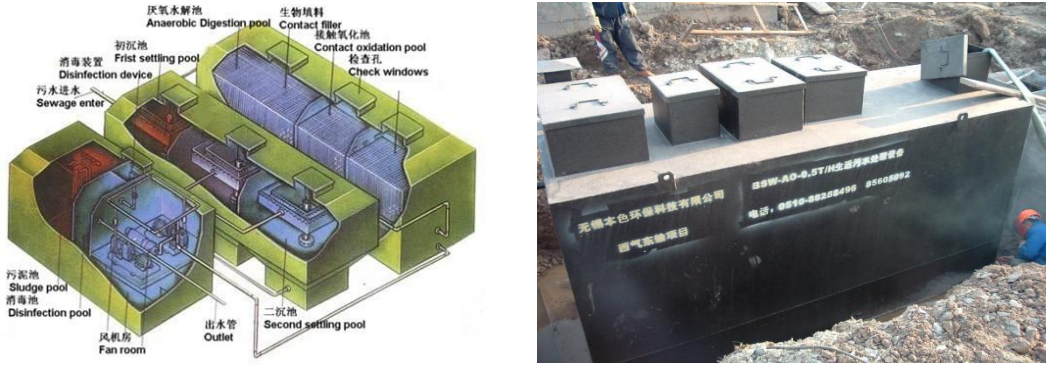 厌氧水解池
Anaerobic Digestion pool
生物填料
Contact filler
接触氧化池
Contact oxidation pool
检查孔
Check windows
初沉池
Frist settling pool
消毒装置
Disinfection device
污水进水
Sewage enter
污泥池
Sludge pool
消毒池
Disinfection pool
风机房
Fan room
出水管
Outlet
二沉池
Second settling pool
无锡本色环保科技有限公司
西气东输项目
BSW-AO-0.5T/H生活污水处理设备
电话：0510-88288496 85605092